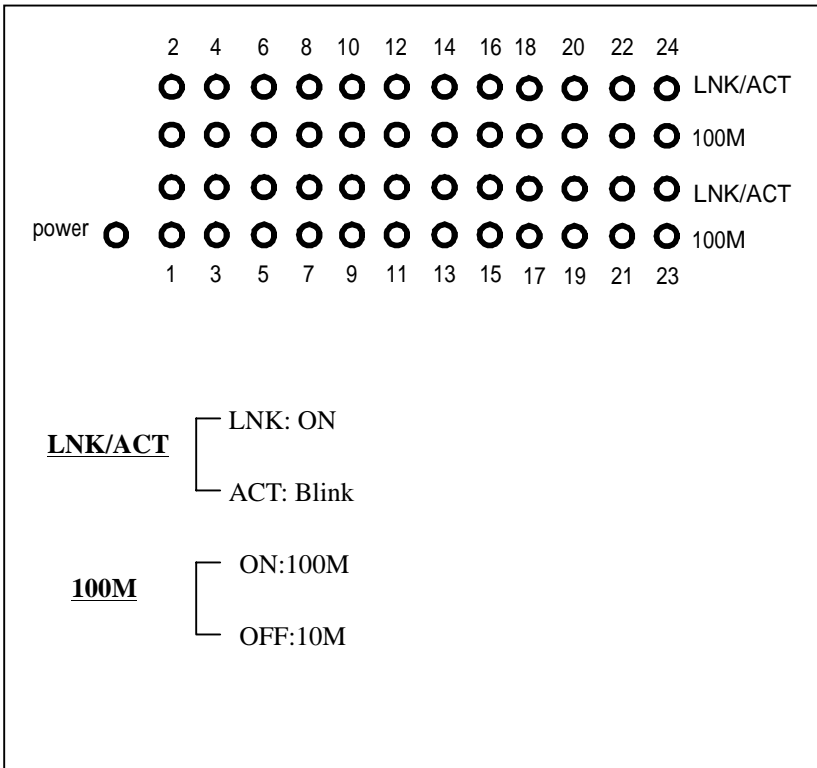 2 4 6 8 10 12 14 16 18 20 22 24
LNK/ACT
100M
LNK/ACT
power 100M
1 3 5 7 9 11 13 15 17 19 21 23
LNK: ON
LNK/ACT
ACT: Blink
ON:100M
100M
OFF:10M